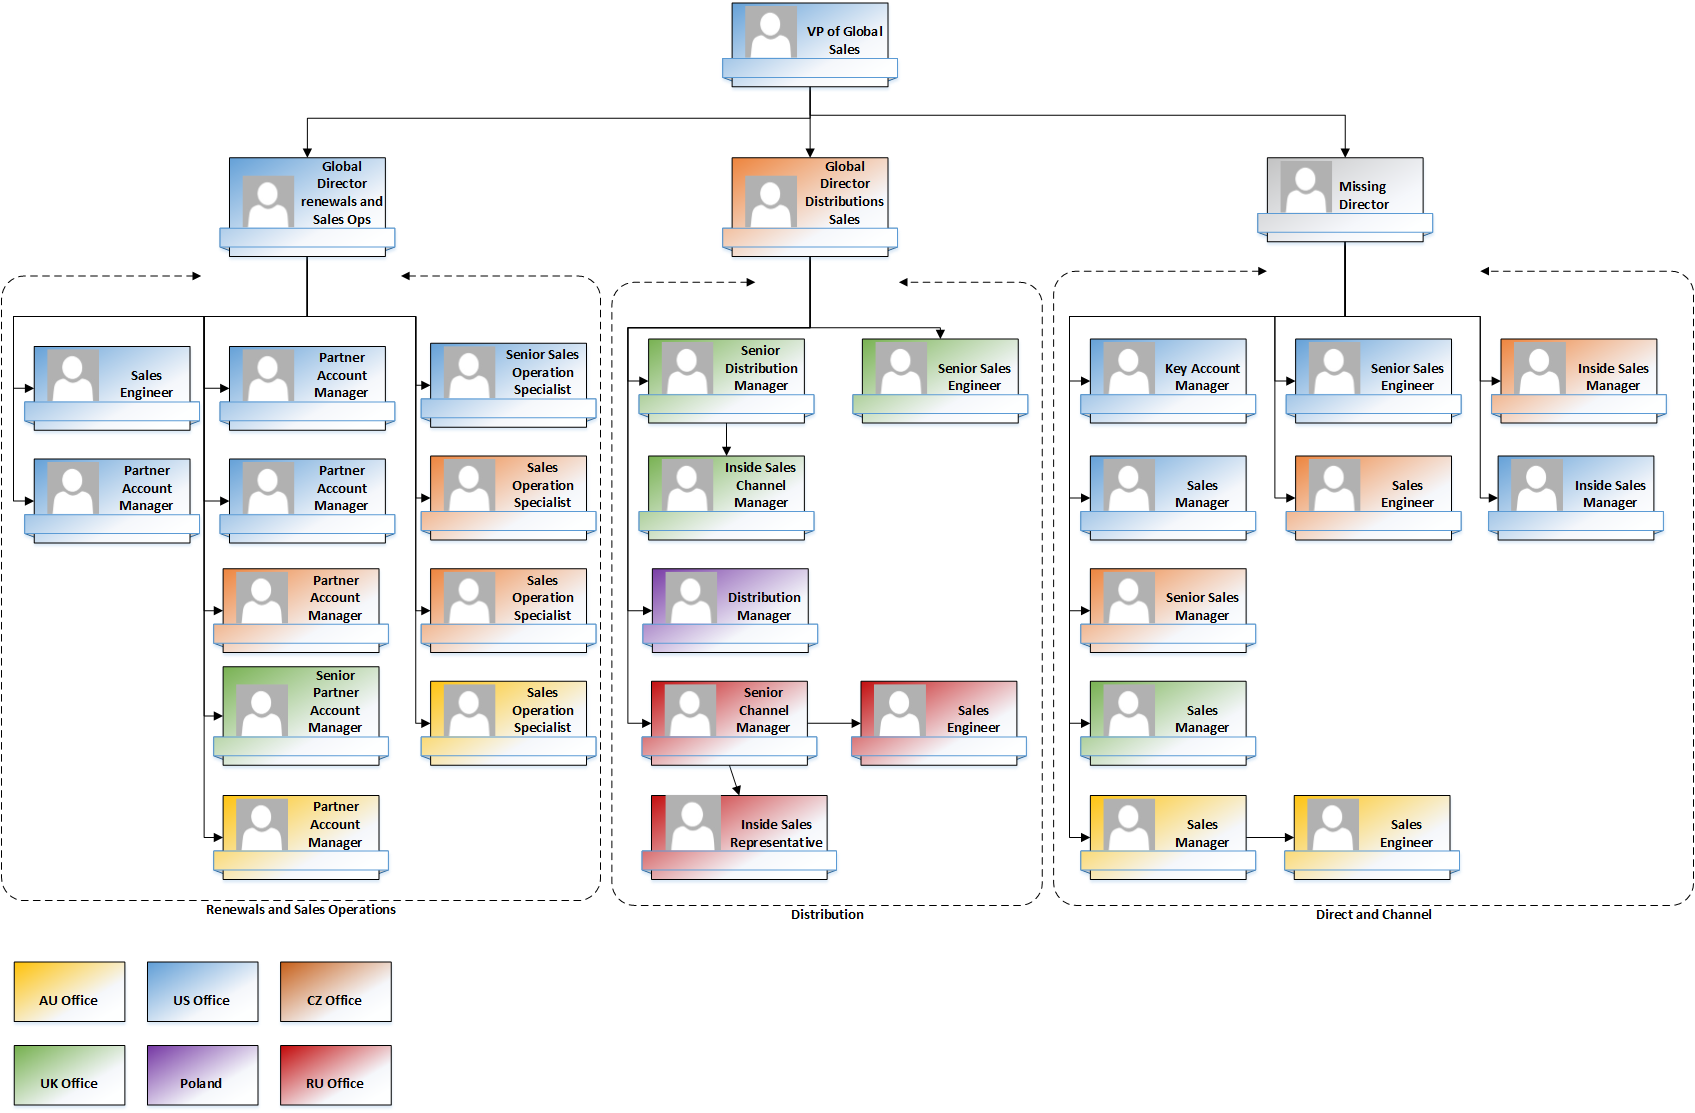 VP of Global
Sales
Global
Director
renewals and
Sales Ops
Global
Director
Distributions
Sales
Missing
Director
Sales
Engineer
Partner
Account
Manager
Senior Sales
Operation
Specialist
Partner
Account
Manager
Partner
Account
Manager
Sales
Operation
Specialist
Partner
Account
Manager
Sales
Operation
Specialist
Senior
Partner
Account
Manager
Sales
Operation
Specialist
Partner
Account
Manager
Renewals and Sales Operations
Senior
Distribution
Manager
Senior Sales
Engineer
Inside Sales
Channel
Manager
Distribution
Manager
Senior
Channel
Manager
Sales
Engineer
Inside Sales
Representative
Distribution
Key Account
Manager
Senior Sales
Engineer
Inside Sales
Manager
Sales
Manager
Sales
Engineer
Inside Sales
Manager
Senior Sales
Manager
Sales
Manager
Sales
Manager
Sales
Engineer
Direct and Channel
AU Office
US Office
CZ Office
UK Office
Poland
RU Office